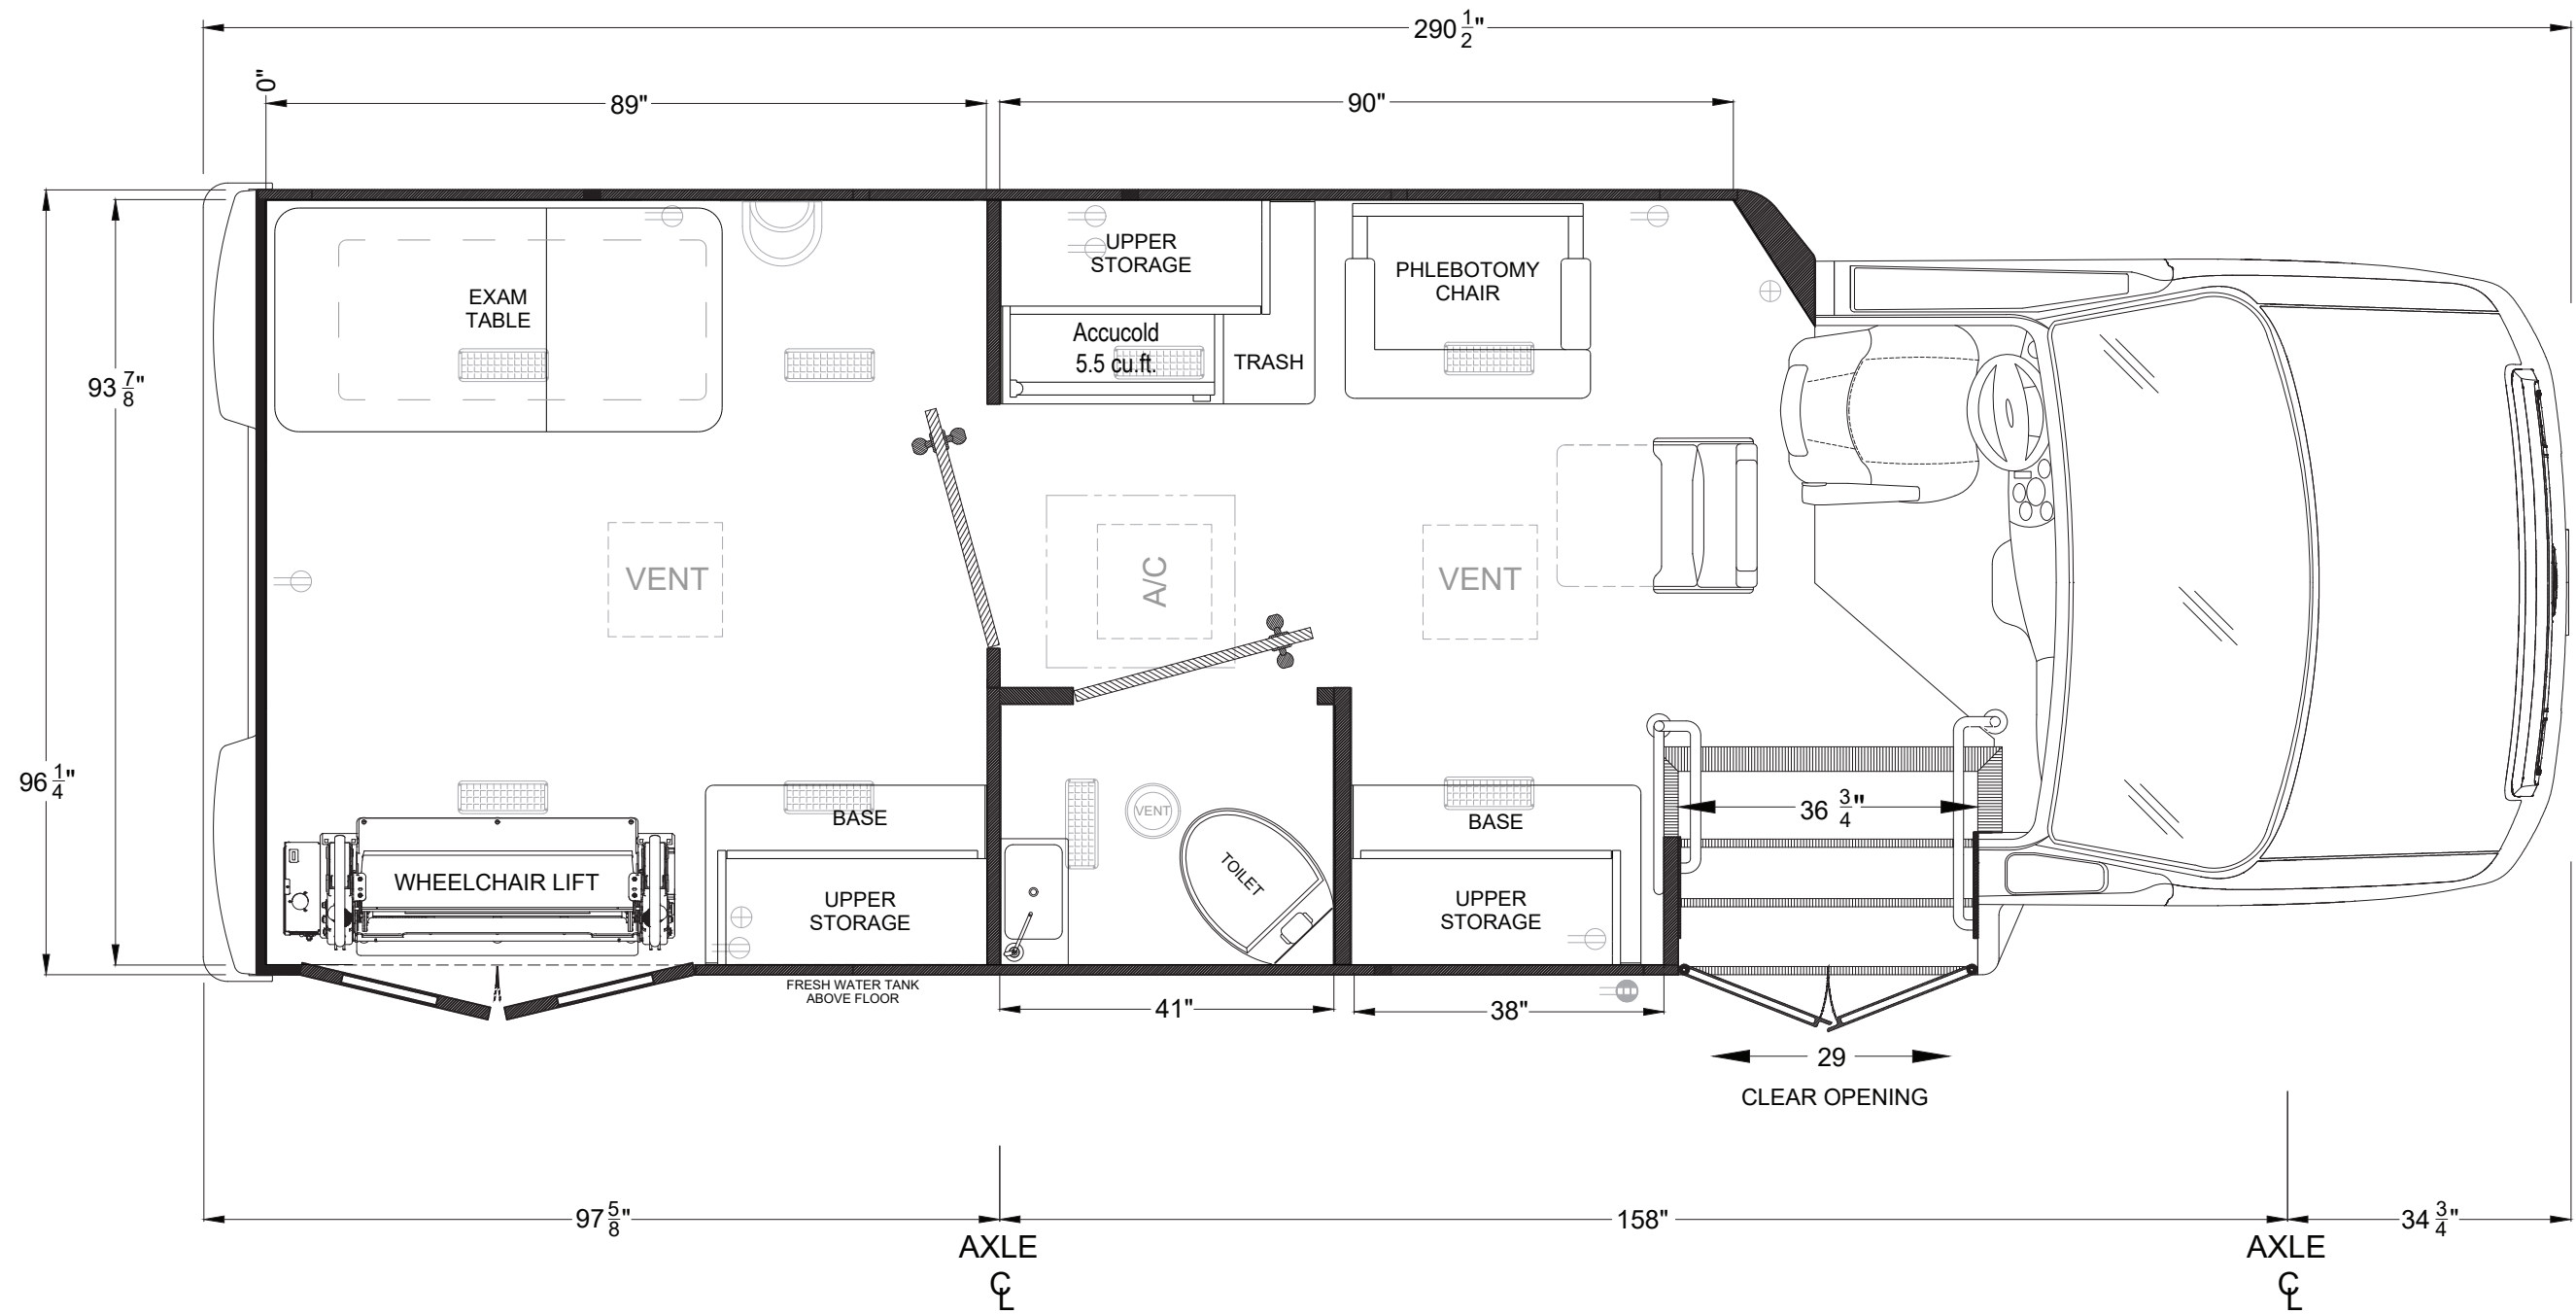 290 1/2"
0"
89"
90"
93 7/8"
96 1/4"
UPPER
STORAGE
PHLEBOTOMY
CHAIR
EXAM
TABLE
Accucold
5.5 cu.ft.
TRASH
VENT
A/C
VENT
BASE
VENT
BASE
36 3/4"
WHEELCHAIR LIFT
TOILET
UPPER
STORAGE
UPPER
STORAGE
FRESH WATER TANK
ABOVE FLOOR
41"
38"
29
CLEAR OPENING
97 5/8"
158"
34 3/4"
AXLE
CL
AXLE
CL